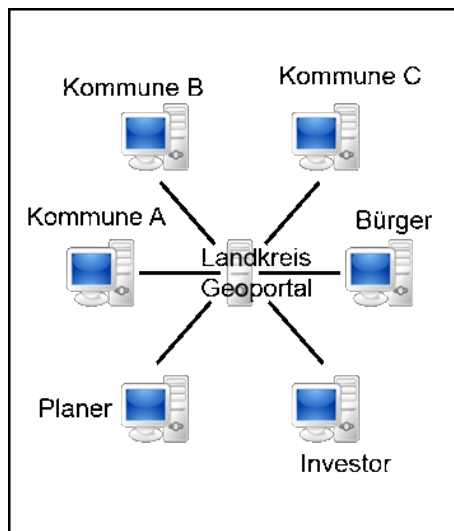 Kommune B
Kommune C
Kommune A
Bürger
Landkreis
Geoportal
Planer
Investor